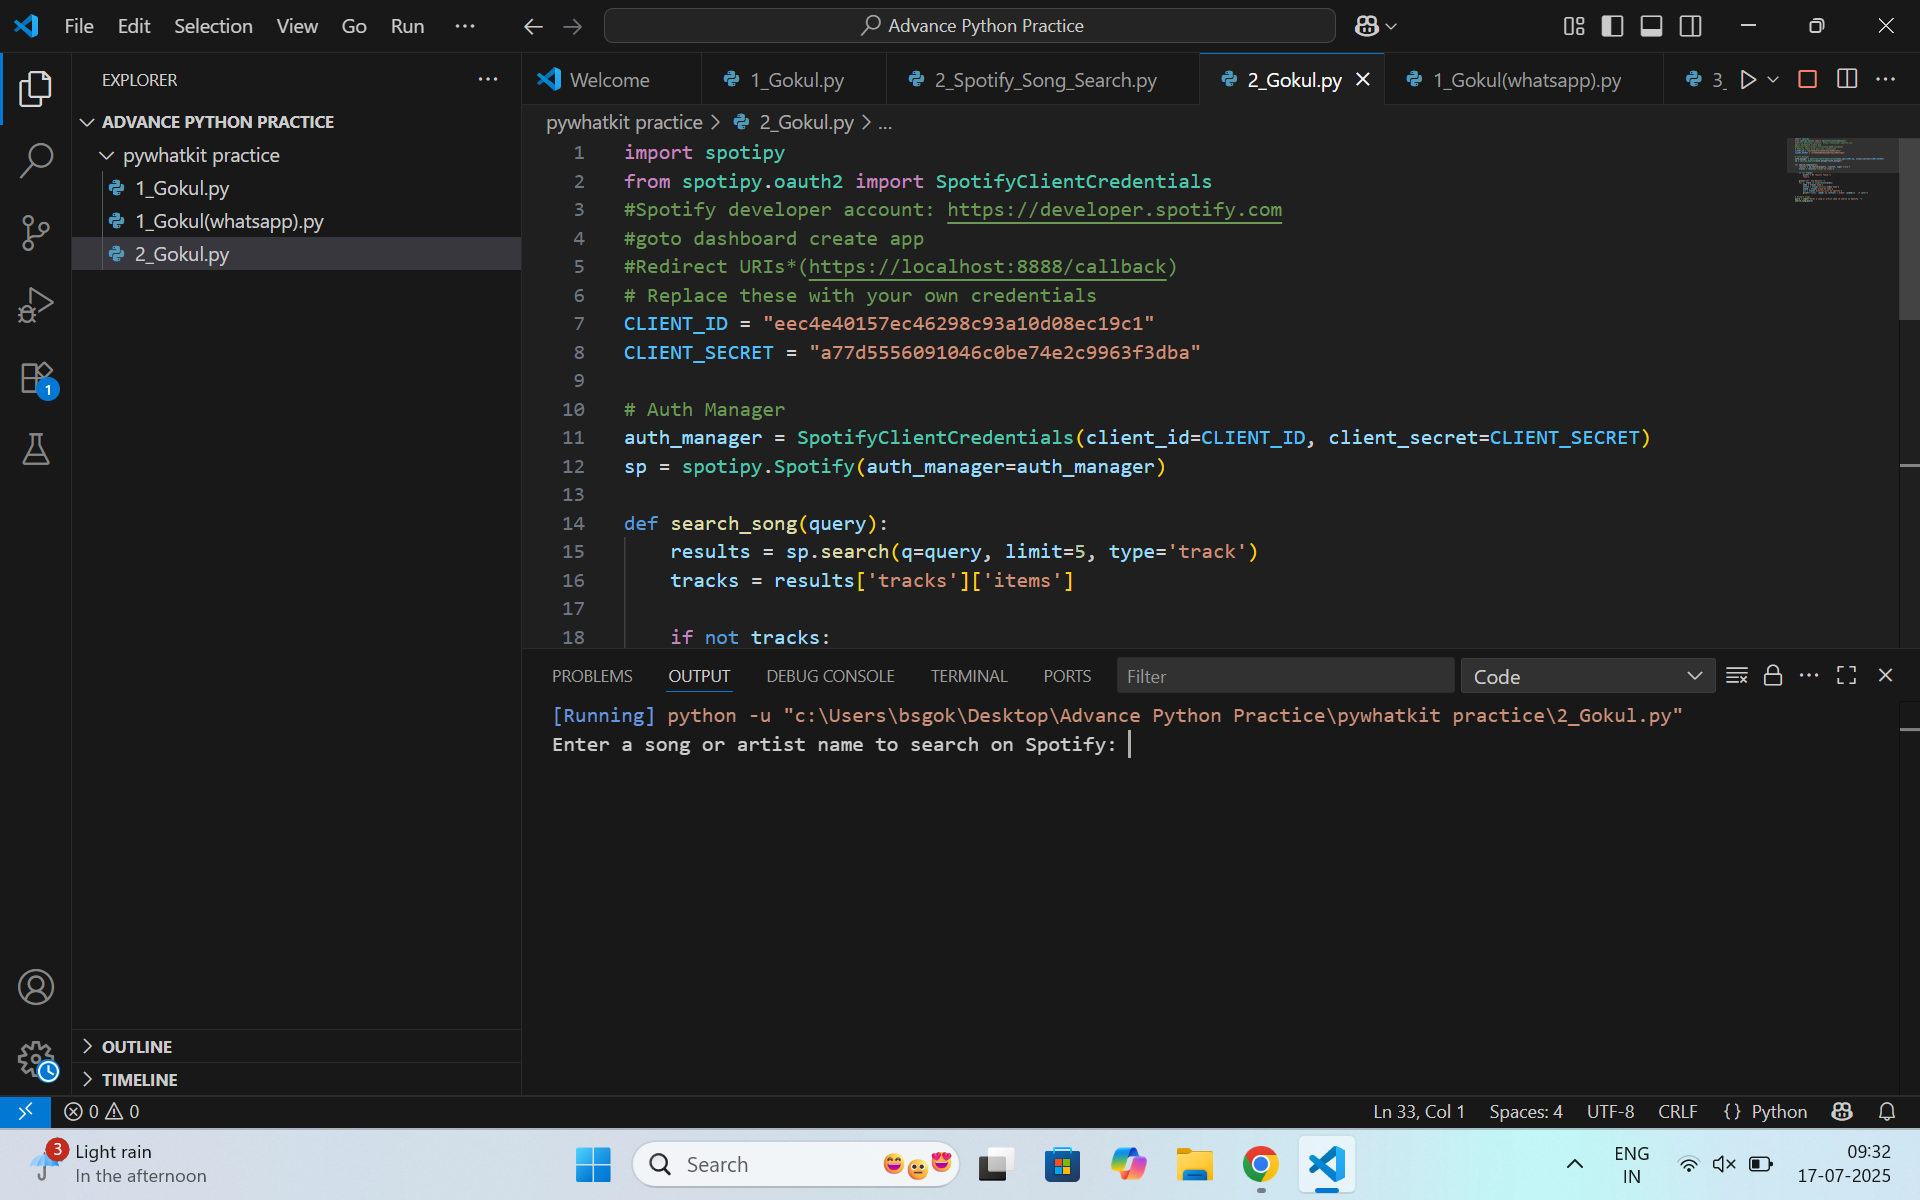 File Edit Selection View Go Run ...
Advance Python Practice
EXPLORER
ADVANCE PYTHON PRACTICE
pywhatkit practice
1_Gokul.py
1_Gokul(whatsapp).py
2_Gokul.py
1
OUTLINE
TIMELINE
Welcome 1_Gokul.py 2_Spotify_Song_Search.py 2_Gokul.py 1_Gokul(whatsapp).py 3_
pywhatkit practice > 2_Gokul.py > ...
1 import spotipy
2 from spotipy.oauth2 import SpotifyClientCredentials
3 #Spotify developer account: https://developer.spotify.com
4 #goto dashboard create app
5 #Redirect URIs*(https://localhost:8888/callback)
6 # Replace these with your own credentials
7 CLIENT_ID = "eec4e40157ec46298c93a10d08ec19c1"
8 CLIENT_SECRET = "a77d5556091046c0be74e2c9963f3dba"
9
10 # Auth Manager
11 auth_manager = SpotifyClientCredentials(client_id=CLIENT_ID, client_secret=CLIENT_SECRET)
12 sp = spotipy.Spotify(auth_manager=auth_manager)
13
14 def search_song(query):
15     results = sp.search(q=query, limit=5, type='track')
16     tracks = results['tracks']['items']
17
18     if not tracks:
PROBLEMS OUTPUT DEBUG CONSOLE TERMINAL PORTS Filter Code
[Running] python -u "c:\Users\bsgok\Desktop\Advance Python Practice\pywhatkit practice\2_Gokul.py"
Enter a song or artist name to search on Spotify:
0 0 Ln 33, Col 1 Spaces: 4 UTF-8 CRLF {} Python
3 Light rain
In the afternoon
Search
ENG
IN
09:32
17-07-2025